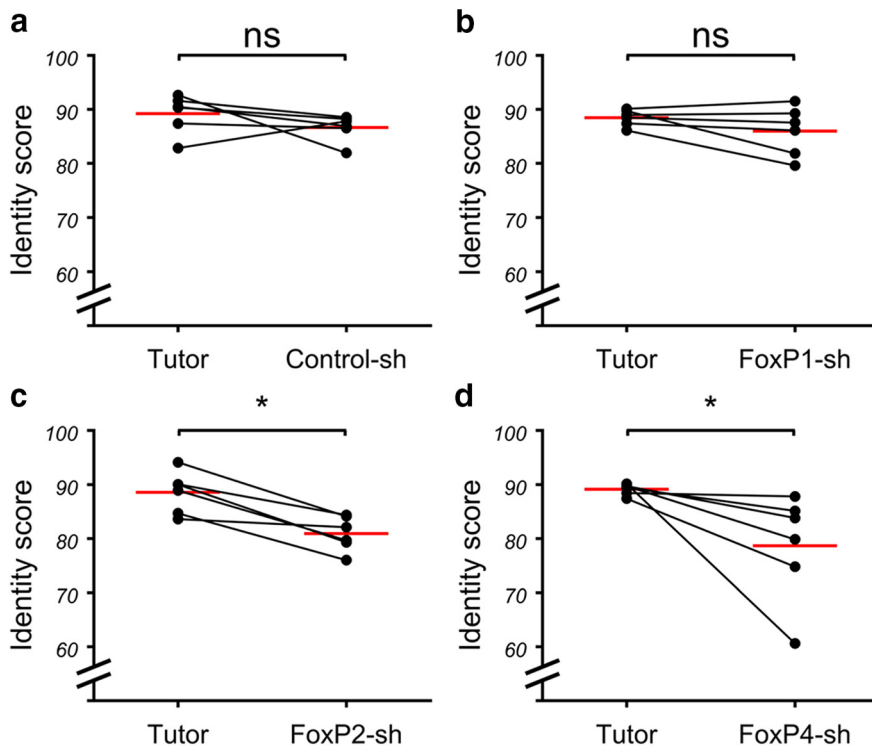 a
ns
100
90
80
70
60
Identity score
Tutor Control-sh
b
ns
100
90
80
70
60
Identity score
Tutor FoxP1-sh
c
*
100
90
80
70
60
Identity score
Tutor FoxP2-sh
d
*
100
90
80
70
60
Identity score
Tutor FoxP4-sh